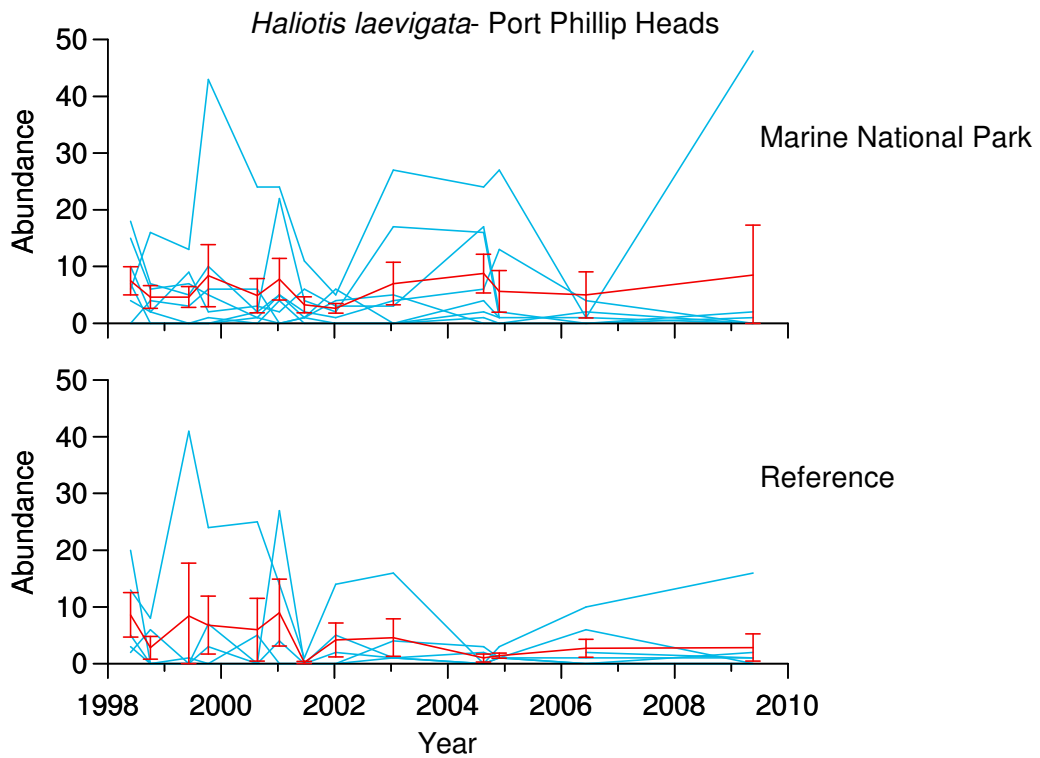 Haliotis laevigata- Port Phillip Heads
50
40
30
20
10
0
Abundance
Marine National Park
50
40
30
20
10
0
Abundance
Reference
1998 2000 2002 2004 2006 2008 2010
Year